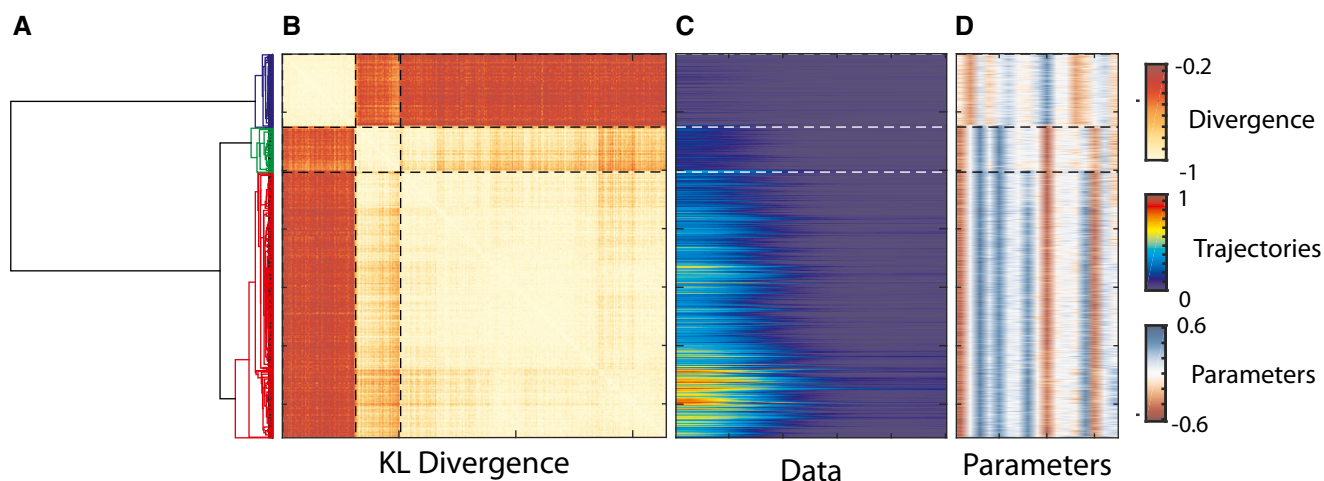 A
B
C
D
-0.2
Divergence
-1
1
Trajectories
0
0.6
Parameters
-0.6
KL Divergence
Data
Parameters